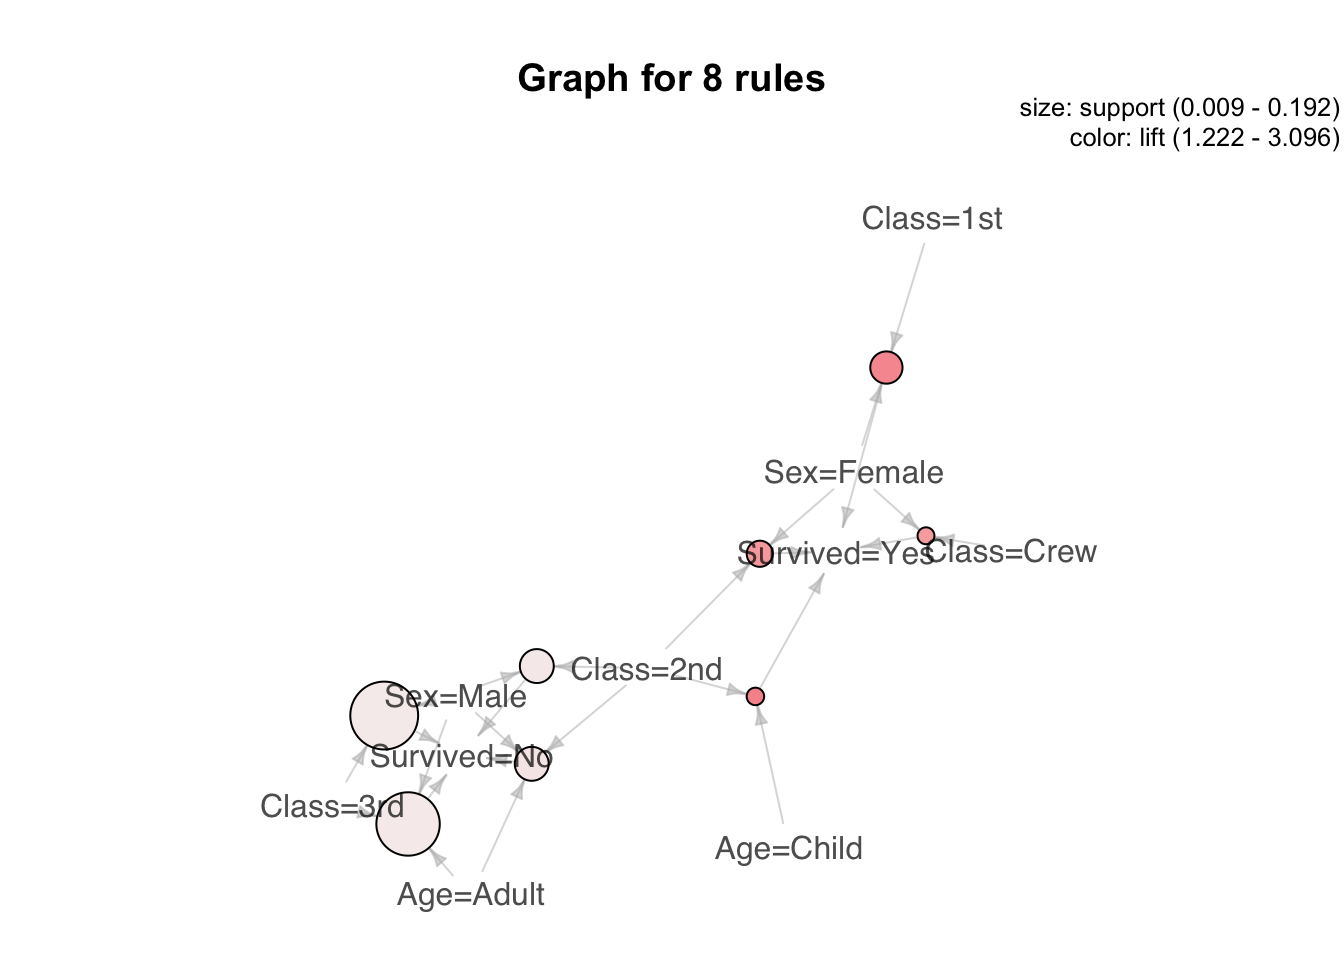 Graph for 8 rules
size: support (0.009 - 0.192)
color: lift (1.222 - 3.096)
Class=1st
Sex=Female
Survived=Yes
Class=Crew
Class=2nd
Sex=Male
Survived=No
Class=3rd
Age=Child
Age=Adult